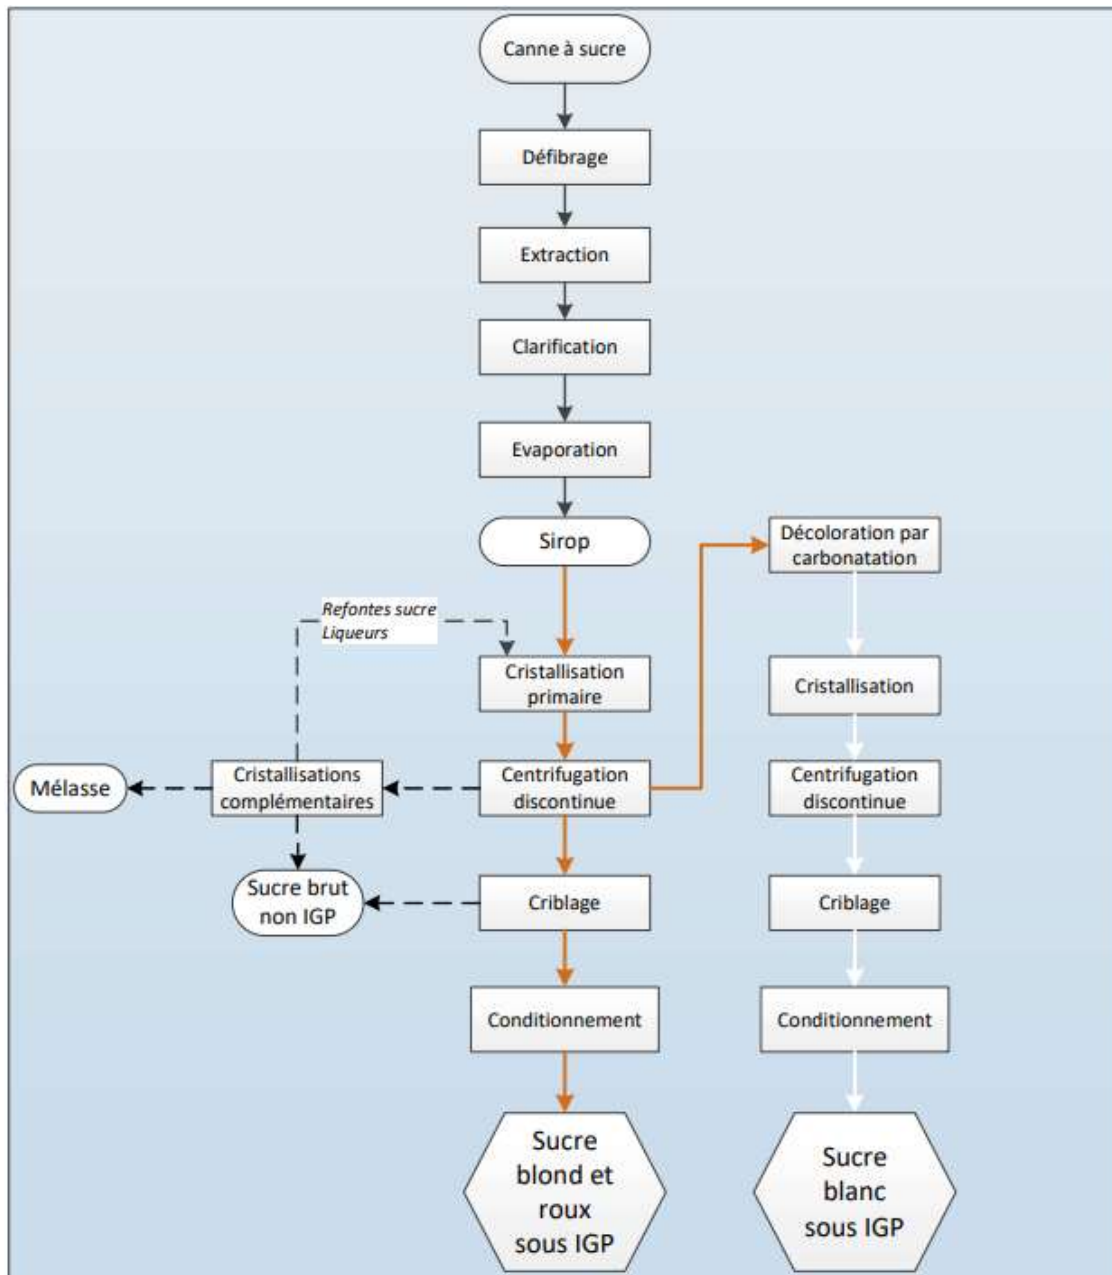 Canne à sucre
Défibrage
Extraction
Clarification
Evaporation
Sirop
Décoloration par
carbonatation
Refontes sucre
Liqueurs
Cristallisation
primaire
Cristallisation
Mélasse
Cristallisations
complémentaires
Centrifugation
discontinue
Centrifugation
discontinue
Sucre brut
non IGP
Criblage
Criblage
Conditionnement
Conditionnement
Sucre
blond et
roux
sous IGP
Sucre
blanc
sous IGP